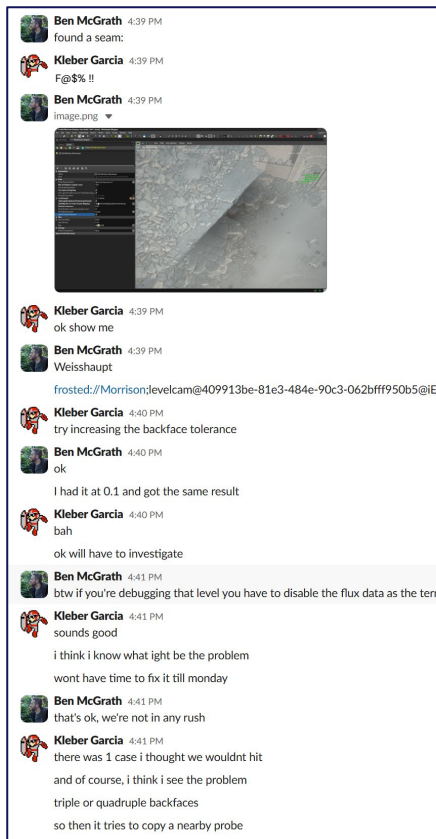 Ben McGrath 4:39 PM
found a seam:
Kleber Garcia 4:39 PM
F@$% !!
Ben McGrath 4:39 PM
image.png
Kleber Garcia 4:39 PM
ok show me
Ben McGrath 4:39 PM
Weisshaupt
frosted://Morrison;levelcam@409913be-81e3-484e-90c3-062bfff950b5@iE
Kleber Garcia 4:40 PM
try increasing the backface tolerance
Ben McGrath 4:40 PM
ok
I had it at 0.1 and got the same result
Kleber Garcia 4:40 PM
bah
ok will have to investigate
Ben McGrath 4:41 PM
btw if you're debugging that level you have to disable the flux data as the terr
Kleber Garcia 4:41 PM
sounds good
i think i know what ight be the problem
wont have time to fix it till monday
Ben McGrath 4:41 PM
that's ok, we're not in any rush
Kleber Garcia 4:41 PM
there was 1 case i thought we wouldnt hit
and of course, i think i see the problem
triple or quadruple backfaces
so then it tries to copy a nearby probe